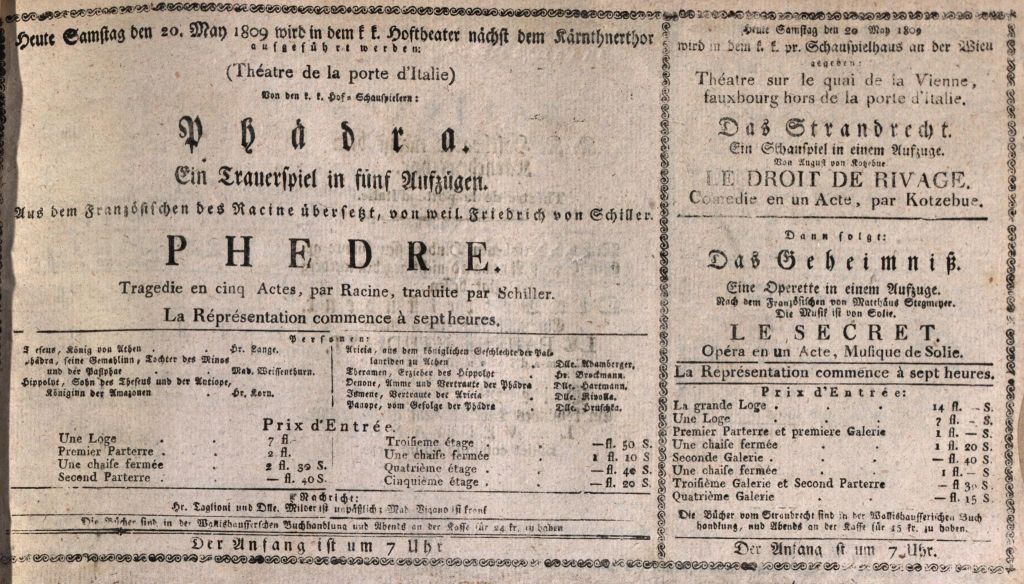 Heute Samstag den 20. May 1809 wird in dem k. k. Hoftheater nächst dem Kärnthnerthor
aufgeführt werden:
(Théatre de la porte d'Italie)
Von den k. k. Hof-Schauspielern:
Phädra.
Ein Trauerspiel in fünf Aufzügen.
Aus dem Französischen des Racine übersetzt, von weil. Friedrich von Schiller.
PHEDRE.
Tragedie en cinq Actes, par Racine, traduite par Schiller.
La Réprésentation commence à sept heures.
Personen:
Teseus, König von Athen . Hr. Lange.
Phädra, seine Gemahlinn, Tochter des Minos
und der Pasiphae . Mad. Weissenthurn.
Hippolyt, Sohn des Theseus und der Antiope,
Königinn der Amazonen . Hr. Korn.
Aricia, aus dem königlichen Geschlechte der Pal-
lantiden zu Athen . Dlle. Adamberger,
Theramen, Erzieher des Hippolyt . Hr. Brockmann.
Oenone, Amme und Vertraute der Phädra Dlle. Hartmann.
Ismene, Vertraute der Aricia . Dlle. Rivolla.
Panope, vom Gefolge der Phädra . Dlle. Hruschka.
Prix d'Entrée.
Une Loge . . 7 fl.
Premier Parterre . . 2 fl.
Une chaise fermée . . 2 fl. 30 S.
Second Parterre . . — fl. 40 S.
Troisieme étage . . — fl. 50 S.
Une chaise fermée . . 1 fl. 10 S
Quatrième étage . . — fl. 40 S
Cinquième étage . . — fl. 20 S.
Nachricht:
Hr. Taglioni und Dlle. Milder ist unpäßlich; Mad. Vigano ist krank
Die Bücher sind in der Wallishausserischen Buchhandlung und Abends an der Kasse für 24 kr. zu haben
Der Anfang ist um 7 Uhr
Heute Samstag den 20 May 1809
wird in dem k. k. pr. Schauspielhaus an der Wien
gegeben:
Théatre sur le quai de la Vienne,
fauxbourg hors de la porte d'Italie.
Das Strandrecht.
Ein Schauspiel in einem Aufzuge.
Von August von Kotzebue
LE DROIT DE RIVAGE.
Comedie en un Acte, par Kotzebue.
Dann folgt:
Das Geheimniß.
Eine Operette in einem Aufzuge.
Nach dem Französischen von Matthäus Stegmeyer.
Die Musik ist von Solie.
LE SECRET.
Opéra en un Acte, Musique de Solie.
La Réprésentation commence à sept heures.
Prix d'Entrée:
La grande Loge . . 14 fl. — S.
Une Loge . . 7 fl. — S
Premier Parterre et premiere Galerie 1 fl. — S
Une chaise fermée . . 1 fl. 20 S.
Seconde Galerie . . — fl. 40 S.
Une chaise fermée . . 1 fl. — S.
Troisième Galerie et Second Parterre — fl 30 S.
Quatrième Galerie . . — fl. 15 S.
Die Bücher vom Strandrecht sind in der Wallishausserischen Buch
handlung, und Abends an der Kasse für 15 kr. zu haben.
Der Anfang ist um 7 Uhr.